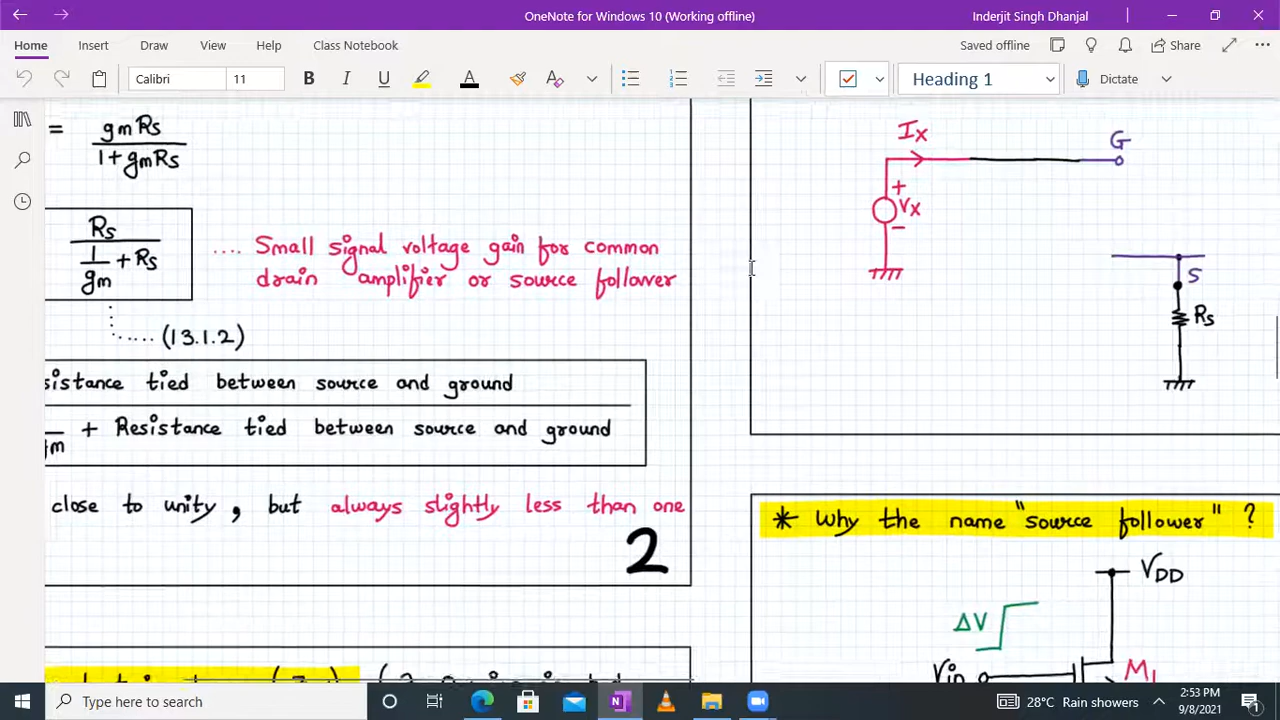 OneNote for Windows 10 (Working offline)
Inderjit Singh Dhanjal
Home Insert Draw View Help Class Notebook
Saved offline
Share
Calibri 11 B I U A
Heading 1
Dictate
= gmRs
1+gmRs
Rs
1/gm + Rs
.... Small signal voltage gain for common
drain amplifier or source follower
...... (13.1.2)
sistance tied between source and ground
gm + Resistance tied between source and ground
close to unity, but always slightly less than one
2
Ix
G
+
Vx
-
S
Rs
* Why the name "source follower" ?
VDD
ΔV
Vin
M1
Type here to search
28°C Rain showers
2:53 PM
9/8/2021
1